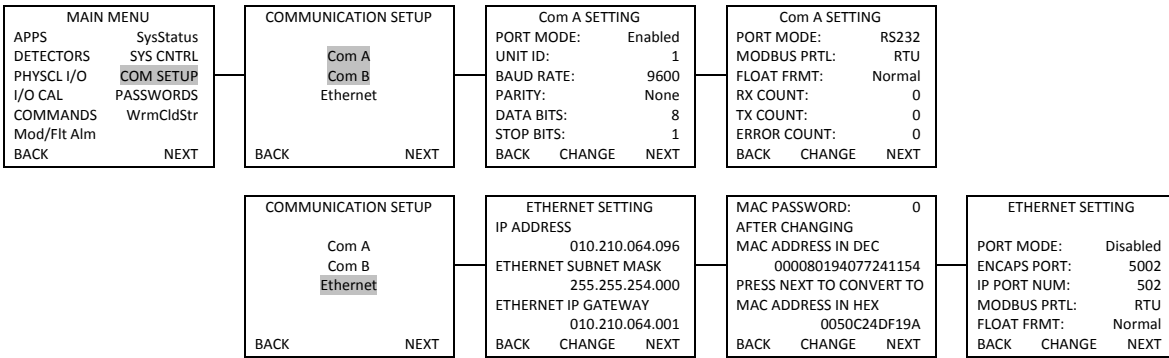 MAIN MENU
APPS SysStatus
DETECTORS SYS CNTRL
PHYSCL I/O COM SETUP
I/O CAL PASSWORDS
COMMANDS WrmCldStr
Mod/Flt Alm
BACK NEXT
COMMUNICATION SETUP
Com A
Com B
Ethernet
BACK NEXT
Com A SETTING
PORT MODE: Enabled
UNIT ID: 1
BAUD RATE: 9600
PARITY: None
DATA BITS: 8
STOP BITS: 1
BACK CHANGE NEXT
Com A SETTING
PORT MODE: RS232
MODBUS PRTL: RTU
FLOAT FRMT: Normal
RX COUNT: 0
TX COUNT: 0
ERROR COUNT: 0
BACK CHANGE NEXT
COMMUNICATION SETUP
Com A
Com B
Ethernet
BACK NEXT
ETHERNET SETTING
IP ADDRESS
010.210.064.096
ETHERNET SUBNET MASK
255.255.254.000
ETHERNET IP GATEWAY
010.210.064.001
BACK CHANGE NEXT
MAC PASSWORD: 0
AFTER CHANGING
MAC ADDRESS IN DEC
000080194077241154
PRESS NEXT TO CONVERT TO
MAC ADDRESS IN HEX
0050C24DF19A
BACK CHANGE NEXT
ETHERNET SETTING
PORT MODE: Disabled
ENCAPS PORT: 5002
IP PORT NUM: 502
MODBUS PRTL: RTU
FLOAT FRMT: Normal
BACK CHANGE NEXT